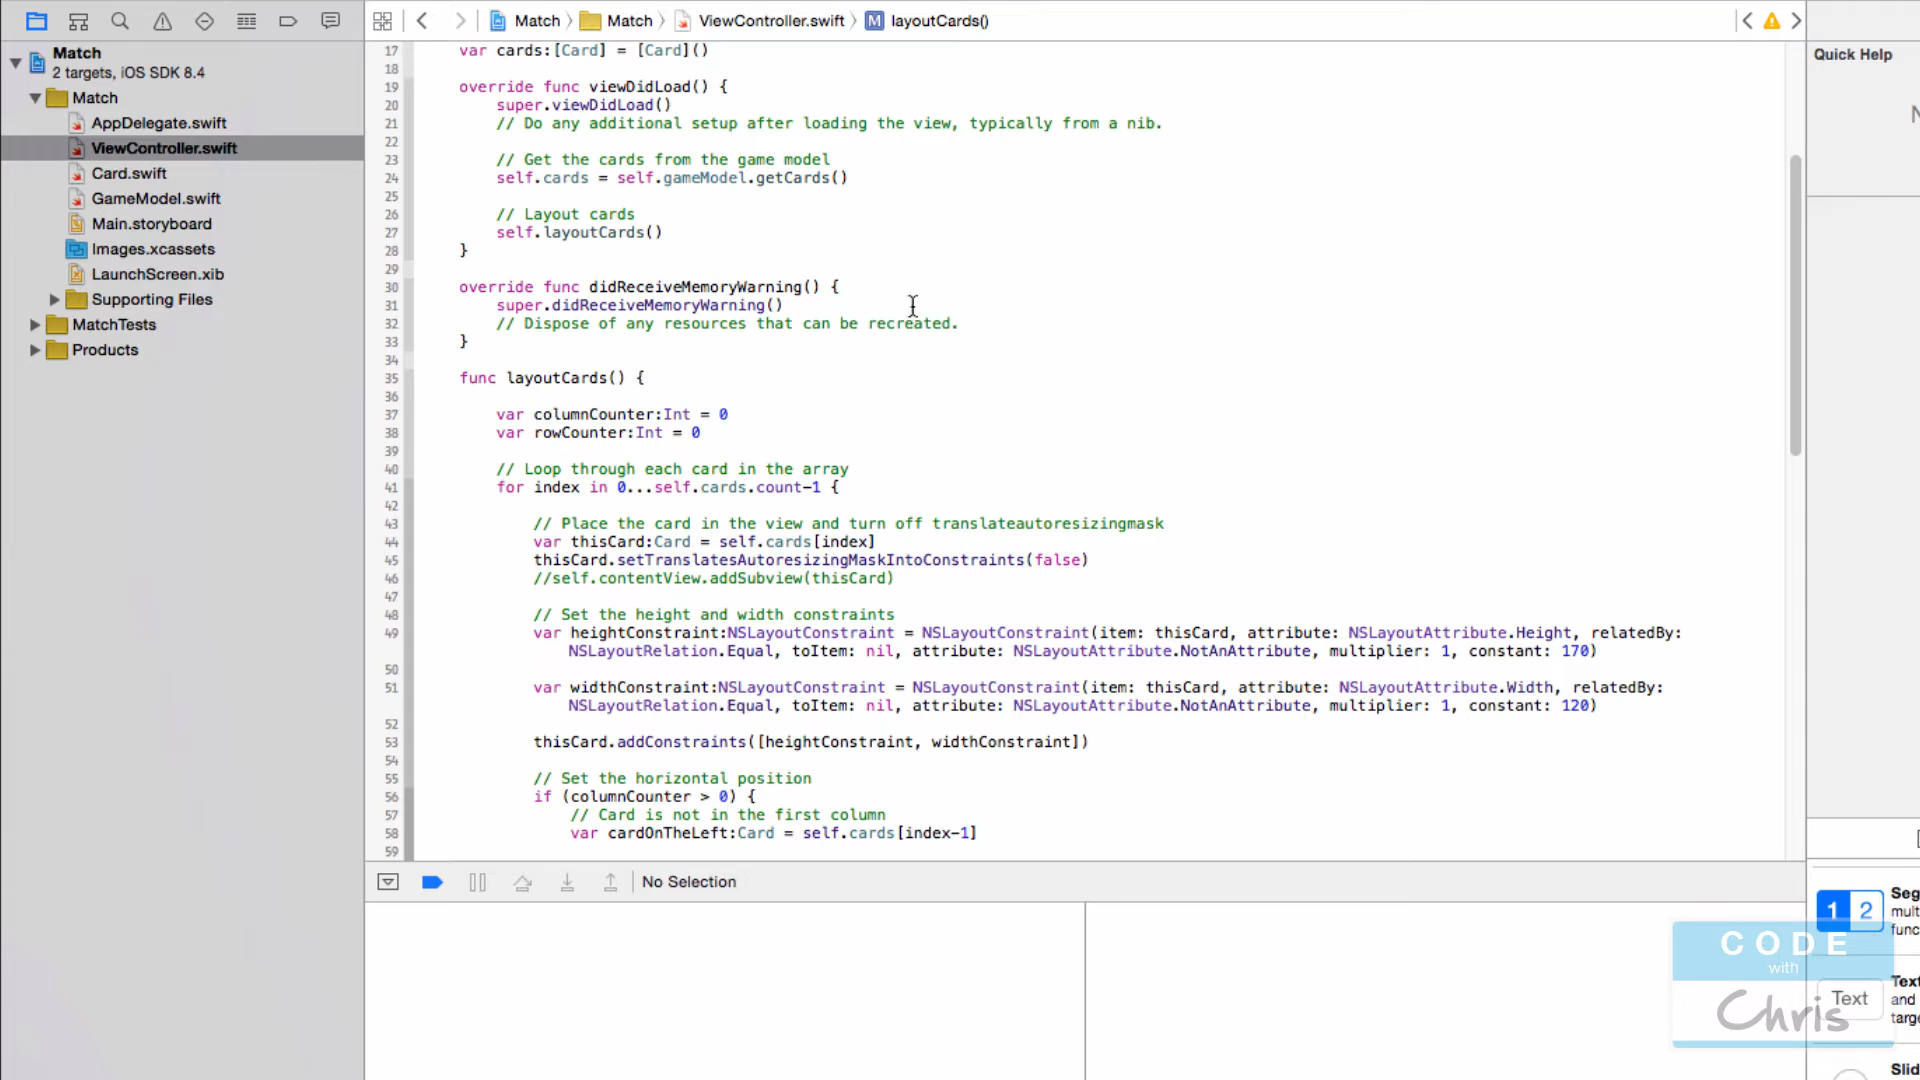 Match
Match
ViewController.swift
M
layoutCards()
Match
2 targets, iOS SDK 8.4
Match
AppDelegate.swift
ViewController.swift
Card.swift
GameModel.swift
Main.storyboard
Images.xcassets
LaunchScreen.xib
Supporting Files
MatchTests
Products
17 var cards:[Card] = [Card]()
18
19 override func viewDidLoad() {
20 super.viewDidLoad()
21 // Do any additional setup after loading the view, typically from a nib.
22
23 // Get the cards from the game model
24 self.cards = self.gameModel.getCards()
25
26 // Layout cards
27 self.layoutCards()
28 }
29
30 override func didReceiveMemoryWarning() {
31 super.didReceiveMemoryWarning()
32 // Dispose of any resources that can be recreated.
33 }
34
35 func layoutCards() {
36
37 var columnCounter:Int = 0
38 var rowCounter:Int = 0
39
40 // Loop through each card in the array
41 for index in 0...self.cards.count-1 {
42
43 // Place the card in the view and turn off translateautoresizingmask
44 var thisCard:Card = self.cards[index]
45 thisCard.setTranslatesAutoresizingMaskIntoConstraints(false)
46 //self.contentView.addSubview(thisCard)
47
48 // Set the height and width constraints
49 var heightConstraint:NSLayoutConstraint = NSLayoutConstraint(item: thisCard, attribute: NSLayoutAttribute.Height, relatedBy:
NSLayoutRelation.Equal, toItem: nil, attribute: NSLayoutAttribute.NotAnAttribute, multiplier: 1, constant: 170)
50
51 var widthConstraint:NSLayoutConstraint = NSLayoutConstraint(item: thisCard, attribute: NSLayoutAttribute.Width, relatedBy:
NSLayoutRelation.Equal, toItem: nil, attribute: NSLayoutAttribute.NotAnAttribute, multiplier: 1, constant: 120)
52
53 thisCard.addConstraints([heightConstraint, widthConstraint])
54
55 // Set the horizontal position
56 if (columnCounter > 0) {
57 // Card is not in the first column
58 var cardOnTheLeft:Card = self.cards[index-1]
59
No Selection
Quick Help
N
1 2
Seg
mult
func
Text
Text
and
targe
Slid
CODE
with
Chris